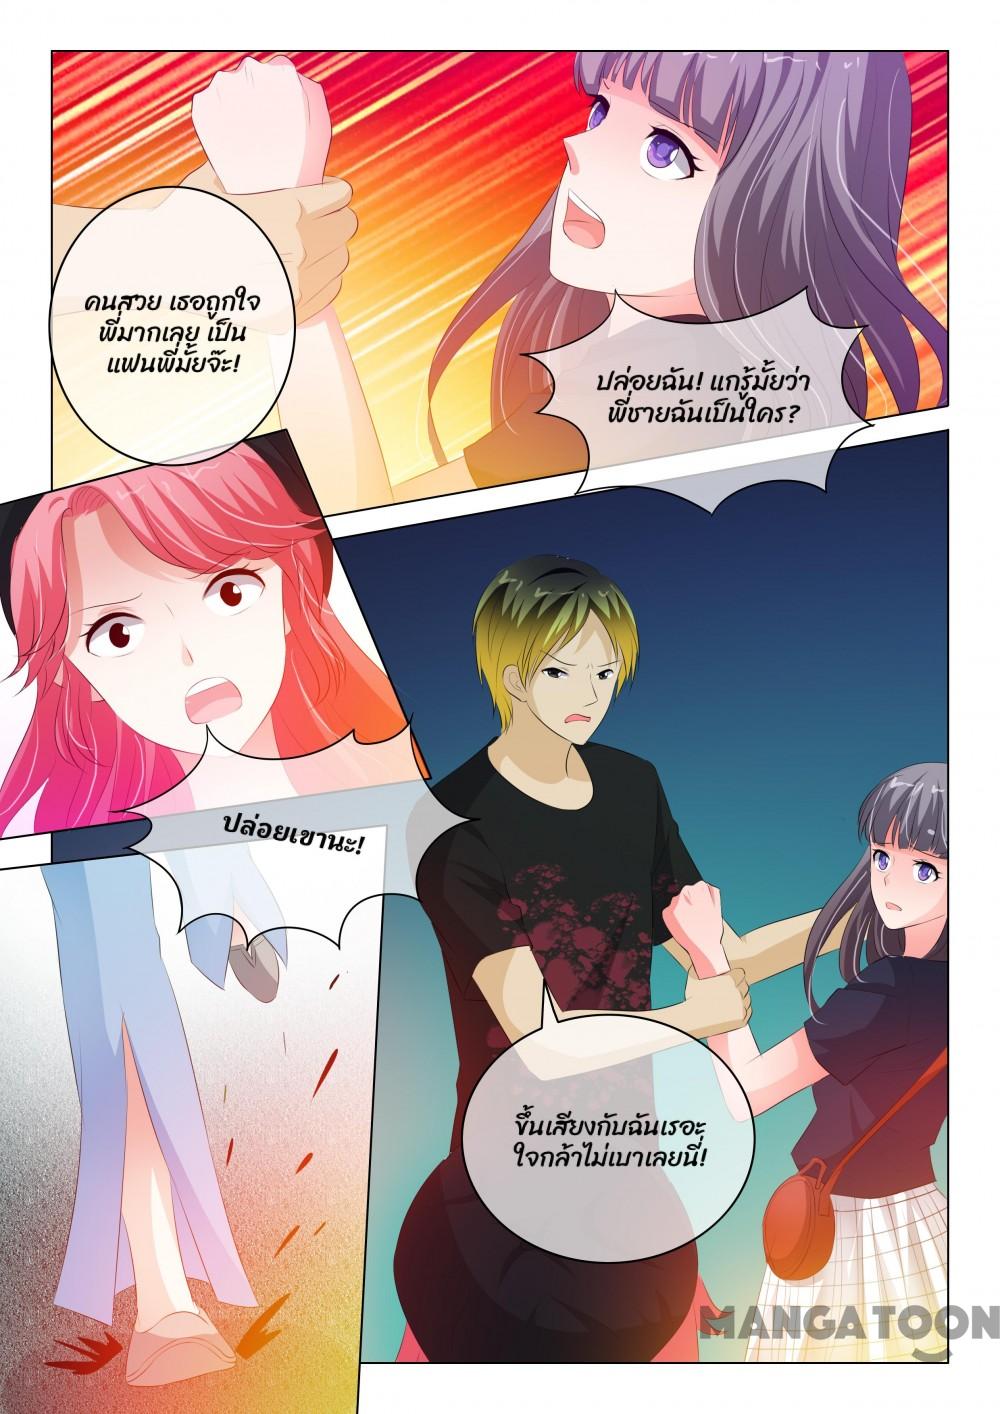 คนสวย เธอถูกใจ
พี่มากเลย เป็น
แฟนพี่มั้ยจ๊ะ!
ปล่อยฉัน! แกรู้มั้ยว่า
พี่ชายฉันเป็นใคร?
ปล่อยเขานะ!
ขึ้นเสียงกับฉันเรอะ
ใจกล้าไม่เบาเลยนี่!
MANGATOON